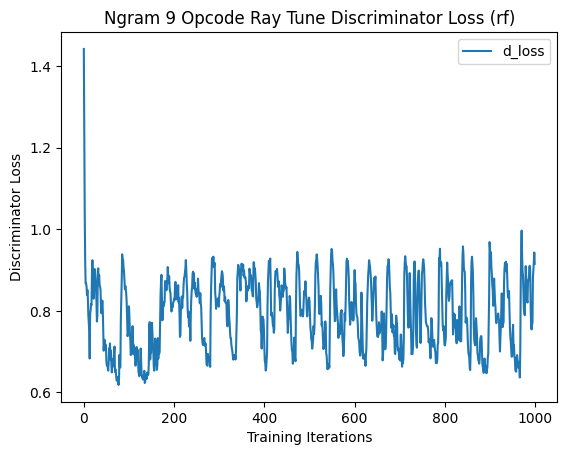 Ngram 9 Opcode Ray Tune Discriminator Loss (rf)
d_loss
1.4
1.2
1.0
0.8
0.6
Discriminator Loss
0
200
400
600
800
1000
Training Iterations